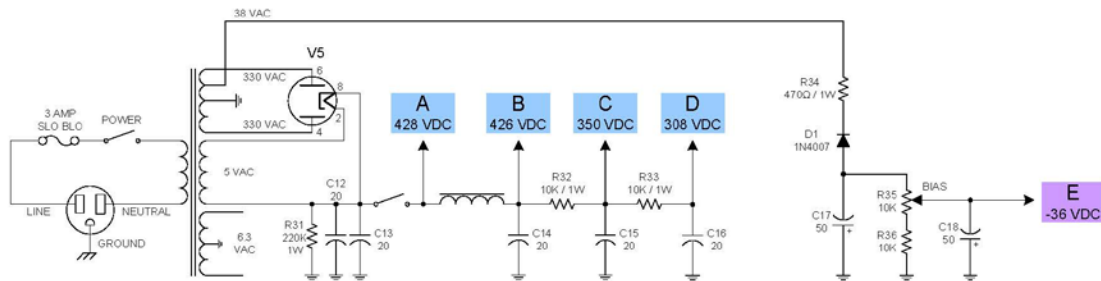 38 VAC
V5
330 VAC
6
8
2
330 VAC
4
3 AMP
SLO BLO
POWER
LINE
NEUTRAL
GROUND
5 VAC
6.3
VAC
R31
220K
1W
C12
20
C13
20
A
428 VDC
B
426 VDC
C
350 VDC
D
308 VDC
R32
10K / 1W
R33
10K / 1W
C14
20
C15
20
C16
20
R34
470Ω / 1W
D1
1N4007
C17
50
+
R35
10K
R36
10K
BIAS
C18
50
+
E
-36 VDC